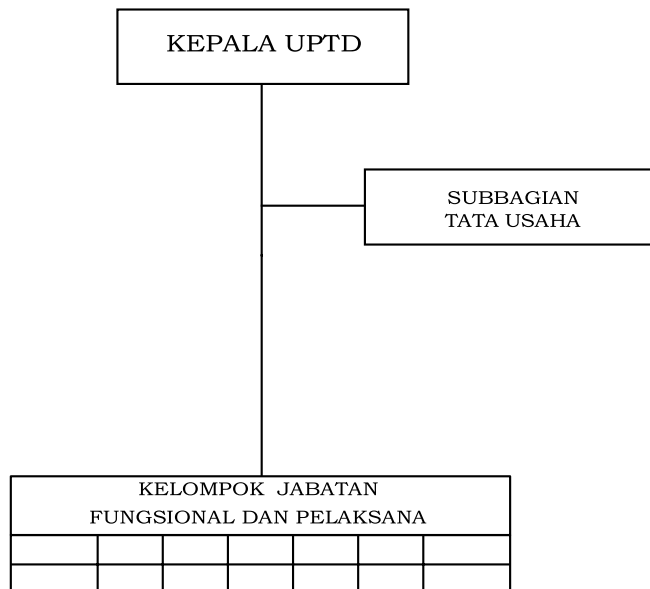 KEPALA UPTD
SUBBAGIAN
TATA USAHA
KELOMPOK JABATAN
FUNGSIONAL DAN PELAKSANA